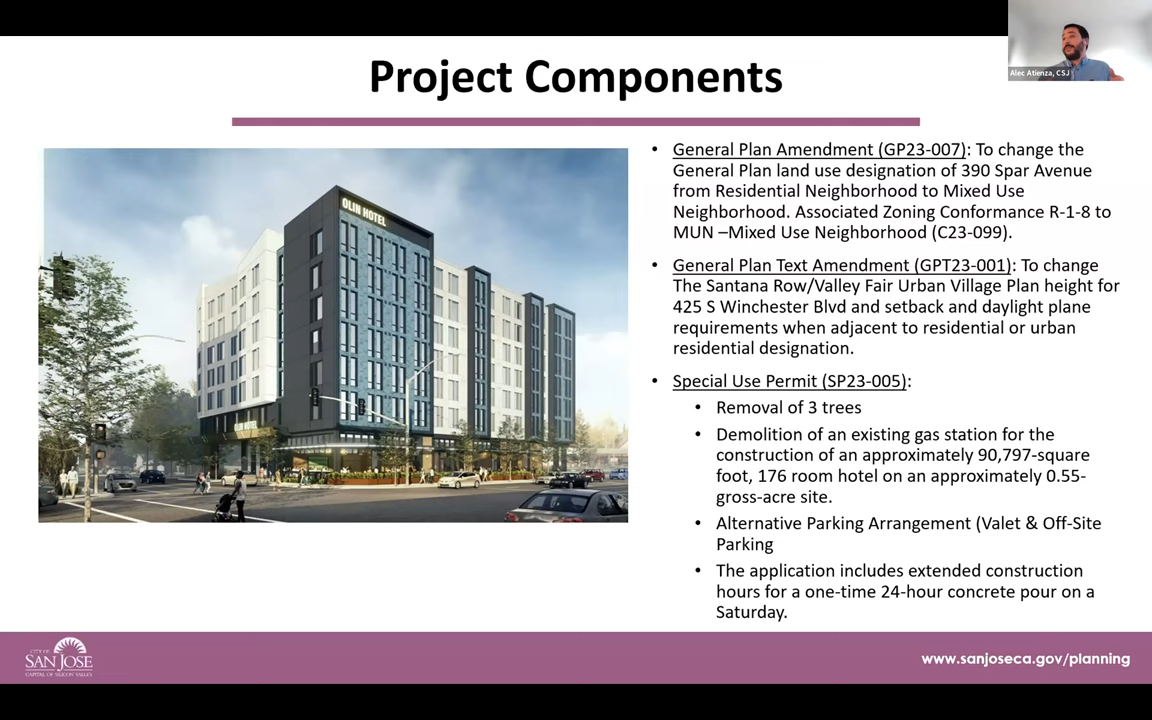 Alec Atienza, CSJ
Project Components
OLIN HOTEL
OLIN HOTEL
• General Plan Amendment (GP23-007): To change the
General Plan land use designation of 390 Spar Avenue
from Residential Neighborhood to Mixed Use
Neighborhood. Associated Zoning Conformance R-1-8 to
MUN –Mixed Use Neighborhood (C23-099).
• General Plan Text Amendment (GPT23-001): To change
The Santana Row/Valley Fair Urban Village Plan height for
425 S Winchester Blvd and setback and daylight plane
requirements when adjacent to residential or urban
residential designation.
• Special Use Permit (SP23-005):
• Removal of 3 trees
• Demolition of an existing gas station for the
construction of an approximately 90,797-square
foot, 176 room hotel on an approximately 0.55-
gross-acre site.
• Alternative Parking Arrangement (Valet & Off-Site
Parking
• The application includes extended construction
hours for a one-time 24-hour concrete pour on a
Saturday.
CITY OF
SAN JOSE
CAPITAL OF SILICON VALLEY
www.sanjoseca.gov/planning